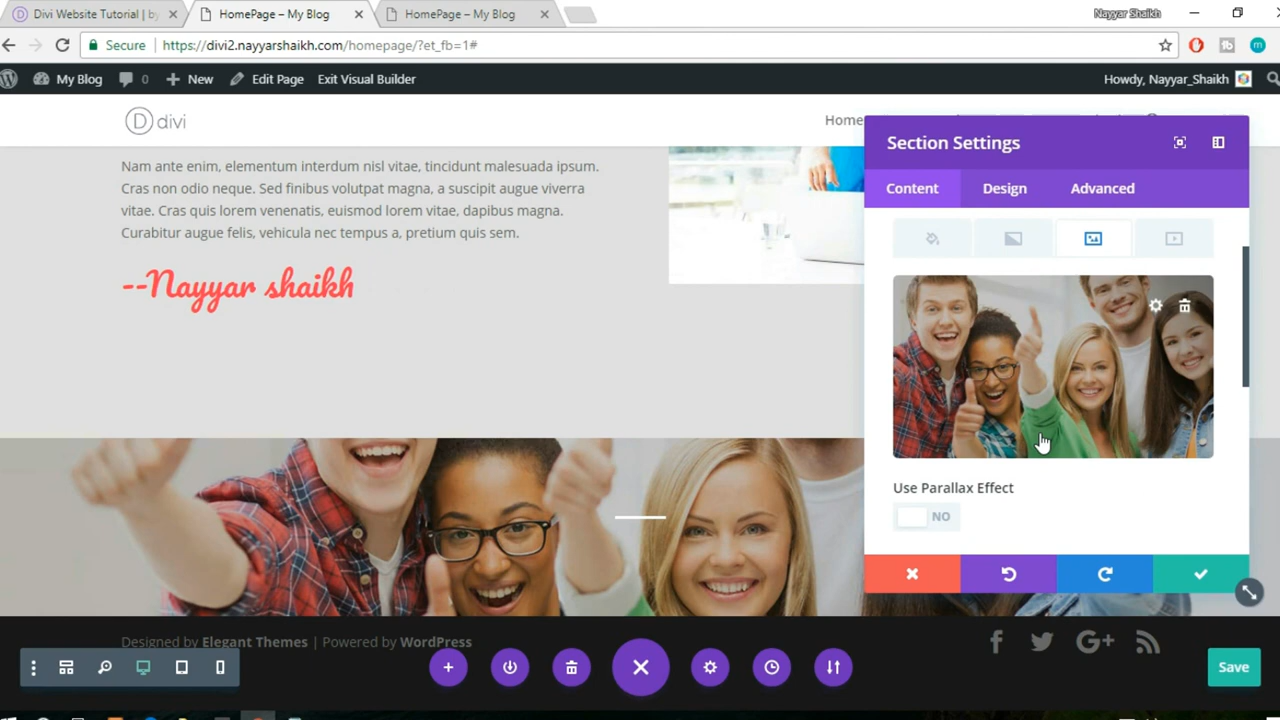 Divi Website Tutorial | by
HomePage – My Blog
HomePage – My Blog
Nayyar Shaikh
Secure
https://divi2.nayyarshaikh.com/homepage/?et_fb=1#
My Blog
0
New
Edit Page
Exit Visual Builder
Howdy, Nayyar_Shaikh
D divi
Home
Section Settings
Content
Design
Advanced
Nam ante enim, elementum interdum nisl vitae, tincidunt malesuada ipsum.
Cras non odio neque. Sed finibus volutpat magna, a suscipit augue viverra
vitae. Cras quis lorem venenatis, euismod lorem vitae, dapibus magna.
Curabitur augue felis, vehicula nec tempus a, pretium quis sem.
--Nayyar shaikh
Use Parallax Effect
NO
Designed by Elegant Themes | Powered by WordPress
Save